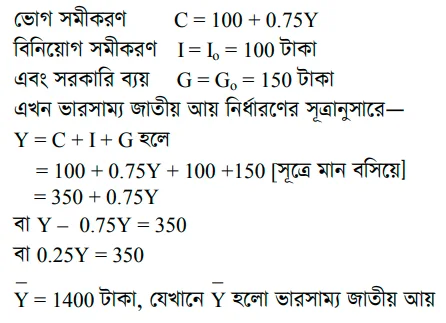 ভোগ সমীকরণ C = 100 + 0.75Y
বিনিয়োগ সমীকরণ I = Iₒ = 100 টাকা
এবং সরকারি ব্যয় G = Gₒ = 150 টাকা
এখন ভারসাম্য জাতীয় আয় নির্ধারণের সূত্রানুসারে—
Y = C + I + G হলে
= 100 + 0.75Y + 100 +150 [সূত্রে মান বসিয়ে]
= 350 + 0.75Y
বা Y – 0.75Y = 350
বা 0.25Y = 350
Y̅ = 1400 টাকা, যেখানে Y̅ হলো ভারসাম্য জাতীয় আয়